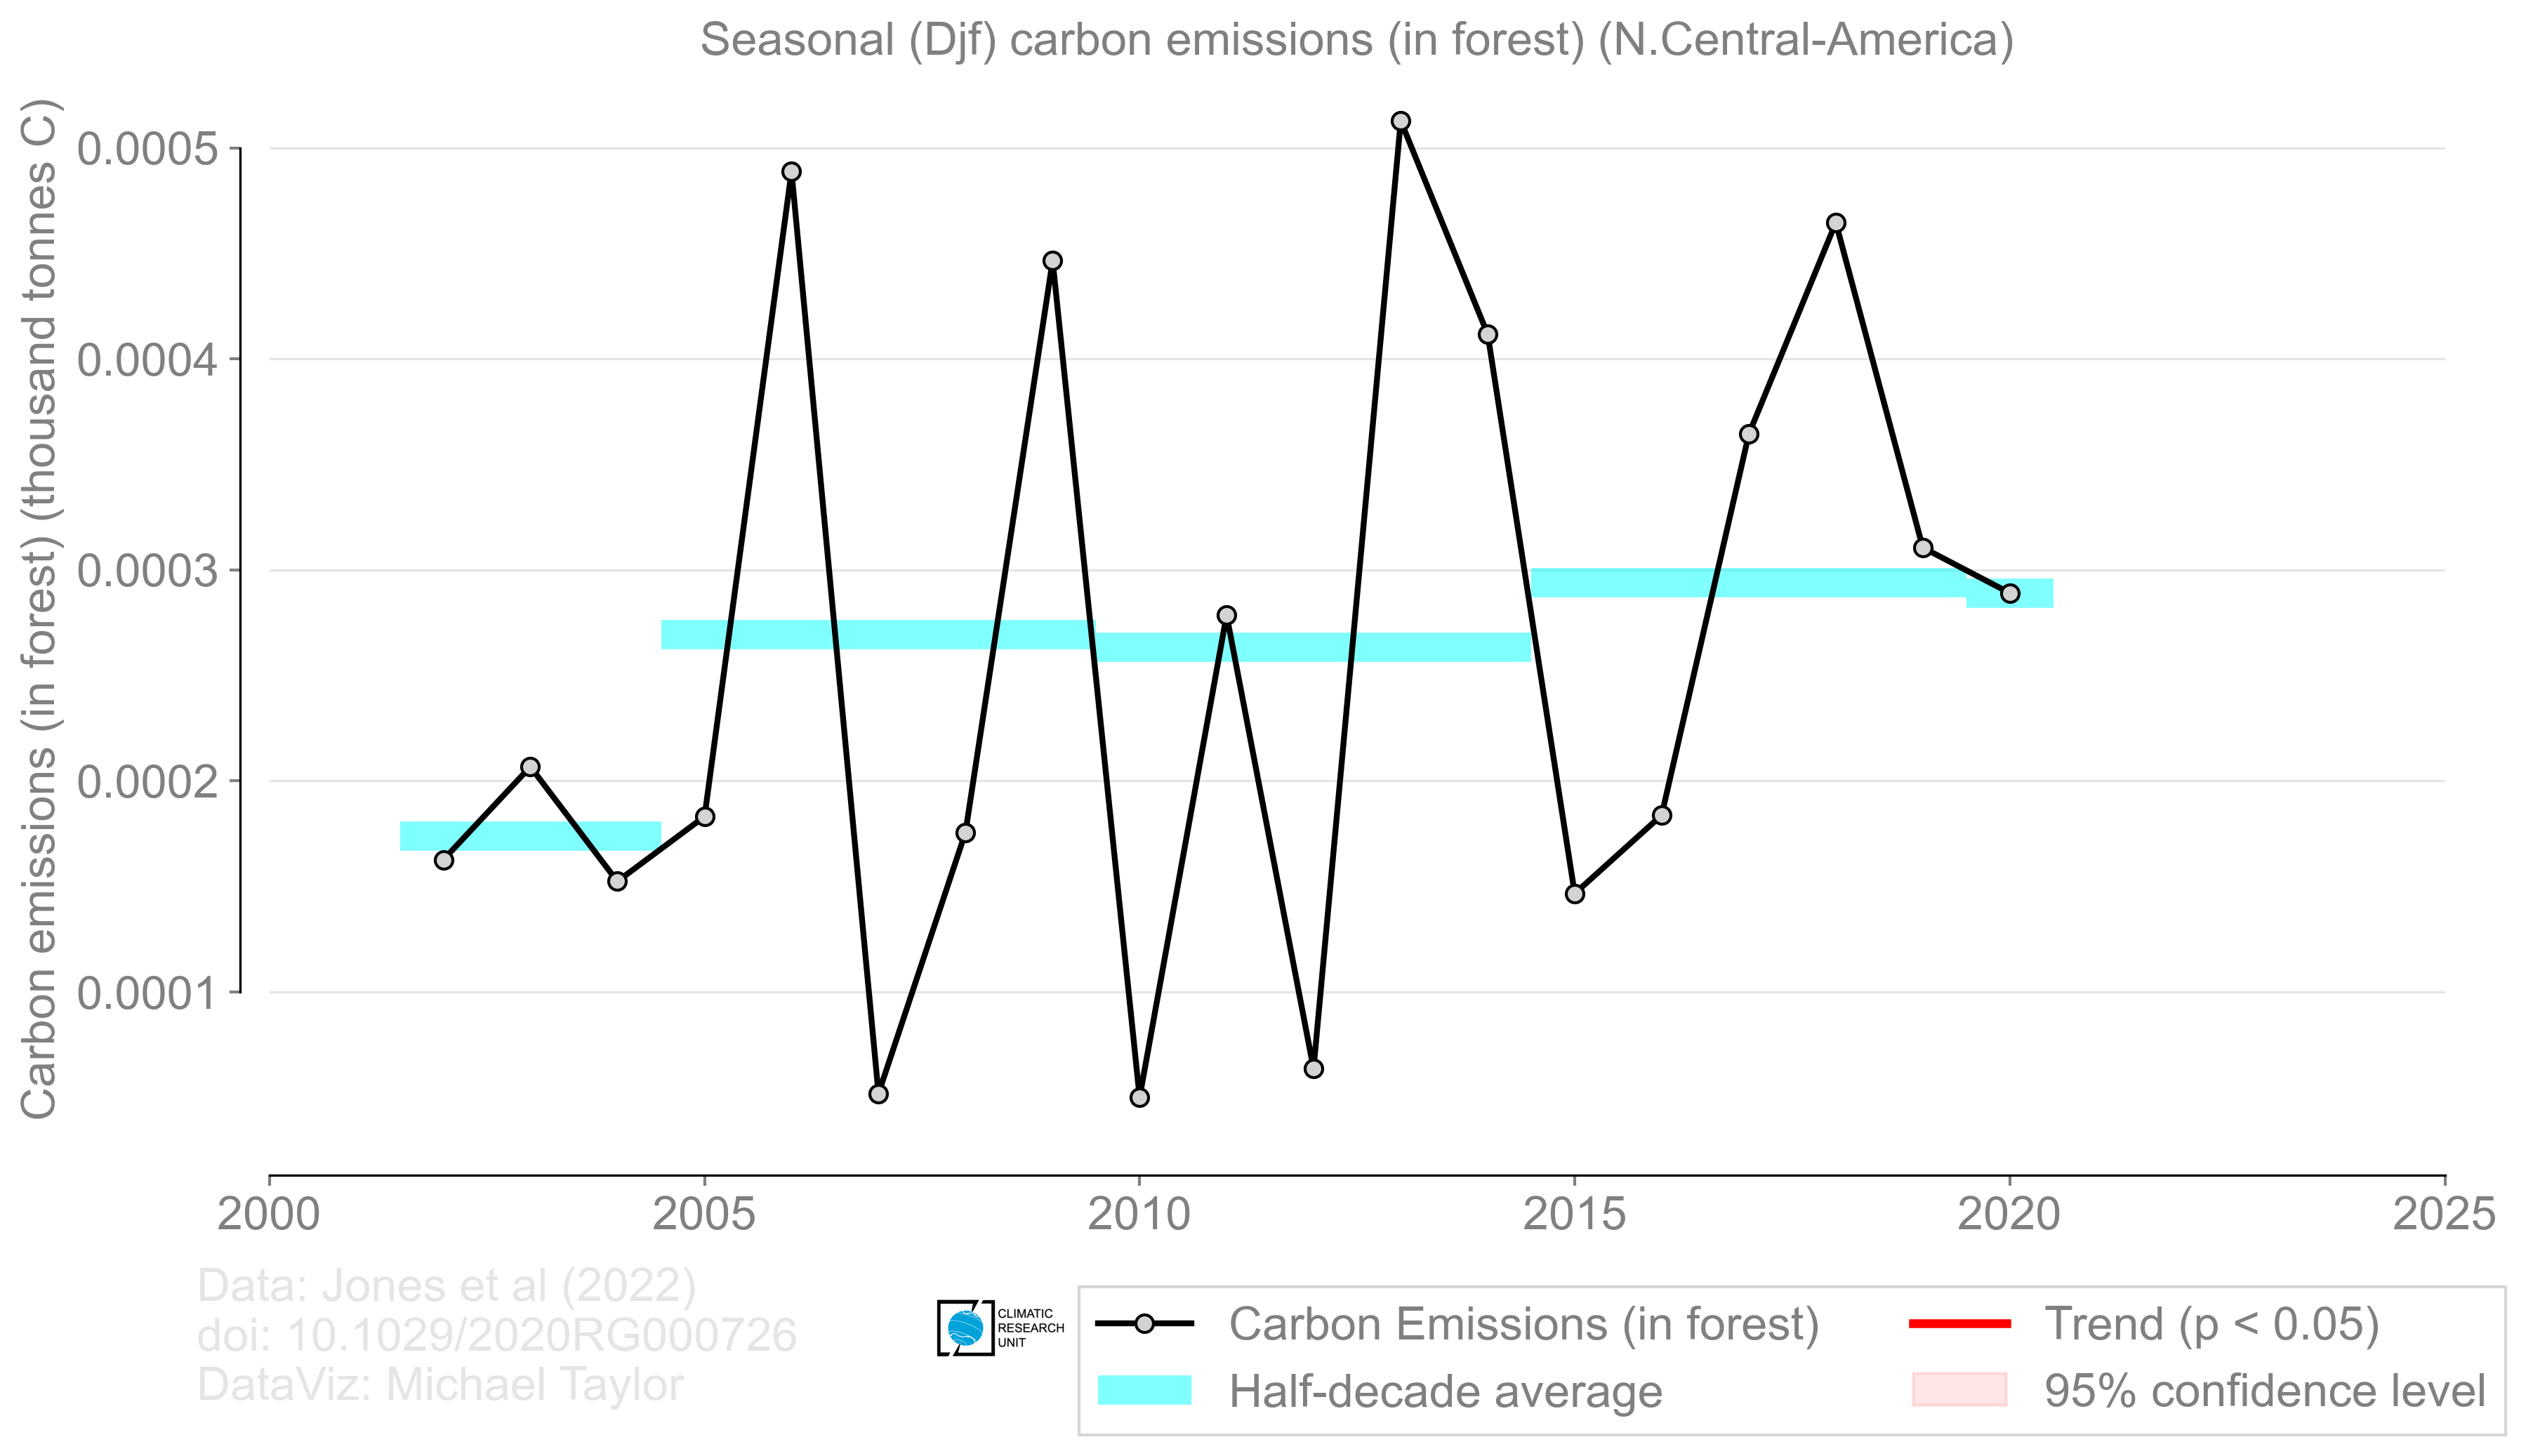 Seasonal (Djf) carbon emissions (in forest) (N.Central-America)
Carbon emissions (in forest) (thousand tonnes C)
0.0005
0.0004
0.0003
0.0002
0.0001
2000 2005 2010 2015 2020 2025
Data: Jones et al (2022)
doi: 10.1029/2020RG000726
DataViz: Michael Taylor
CLIMATIC
RESEARCH
UNIT
Carbon Emissions (in forest)
Half-decade average
Trend (p < 0.05)
95% confidence level